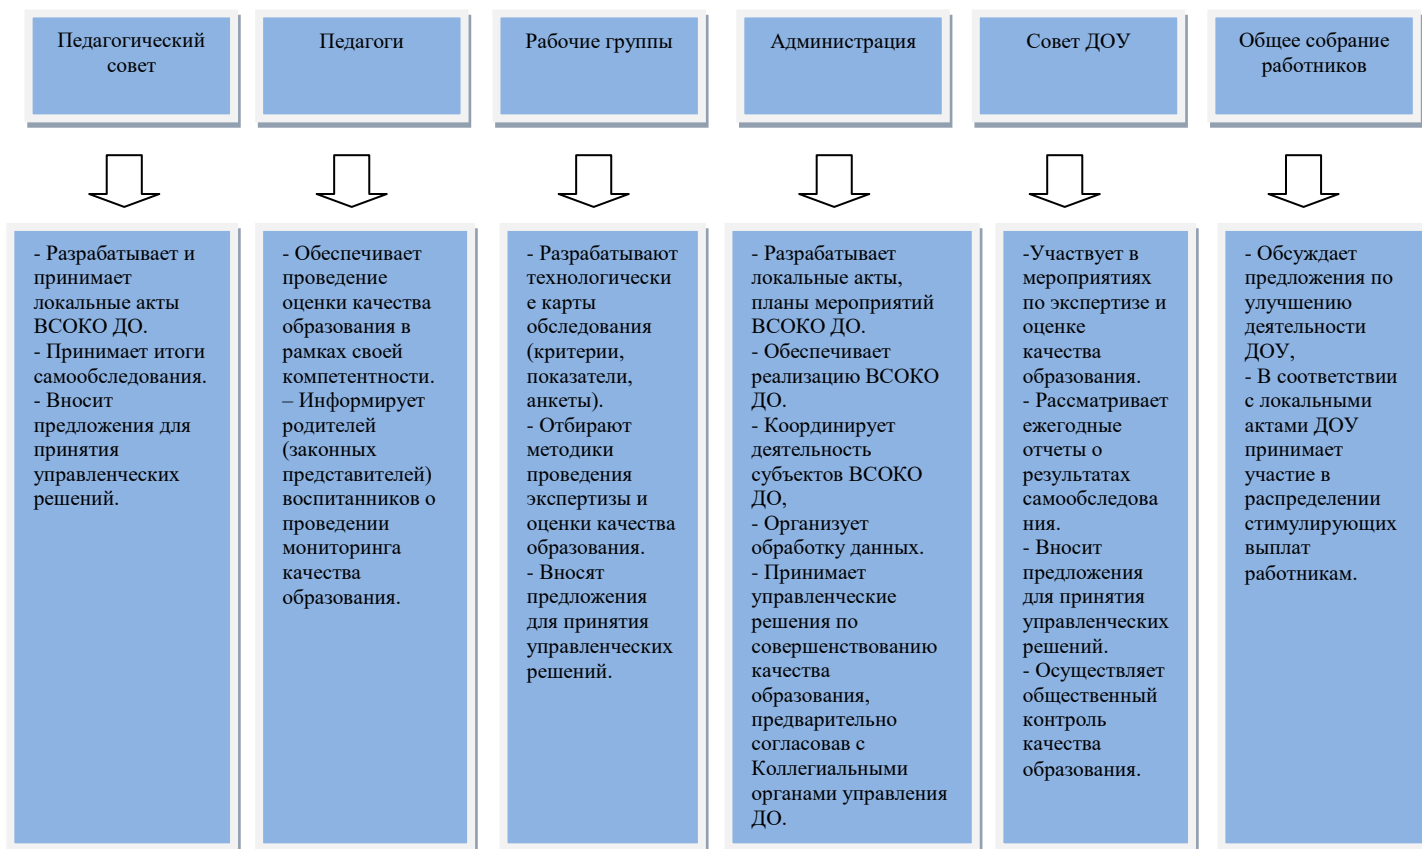 Педагогический
совет
Педагоги
Рабочие группы
Администрация
Совет ДОУ
Общее собрание
работников
- Разрабатывает и
принимает
локальные акты
ВСОКО ДО.
- Принимает итоги
самообследования.
- Вносит
предложения для
принятия
управленческих
решений.
- Обеспечивает
проведение
оценки качества
образования в
рамках своей
компетентности.
– Информирует
родителей
(законных
представителей)
воспитанников о
проведении
мониторинга
качества
образования.
- Разрабатывают
технологически
е карты
обследования
(критерии,
показатели,
анкеты).
- Отбирают
методики
проведения
экспертизы и
оценки качества
образования.
- Вносят
предложения
для принятия
управленческих
решений.
- Разрабатывает
локальные акты,
планы мероприятий
ВСОКО ДО.
- Обеспечивает
реализацию ВСОКО
ДО.
- Координирует
деятельность
субъектов ВСОКО
ДО,
- Организует
обработку данных.
- Принимает
управленческие
решения по
совершенствованию
качества
образования,
предварительно
согласовав с
Коллегиальными
органами управления
ДО.
-Участвует в
мероприятиях
по экспертизе и
оценке
качества
образования.
- Рассматривает
ежегодные
отчеты о
результатах
самообследова
ния.
- Вносит
предложения
для принятия
управленческих
решений.
- Осуществляет
общественный
контроль
качества
образования.
- Обсуждает
предложения по
улучшению
деятельности
ДОУ,
- В соответствии
с локальными
актами ДОУ
принимает
участие в
распределении
стимулирующих
выплат
работникам.